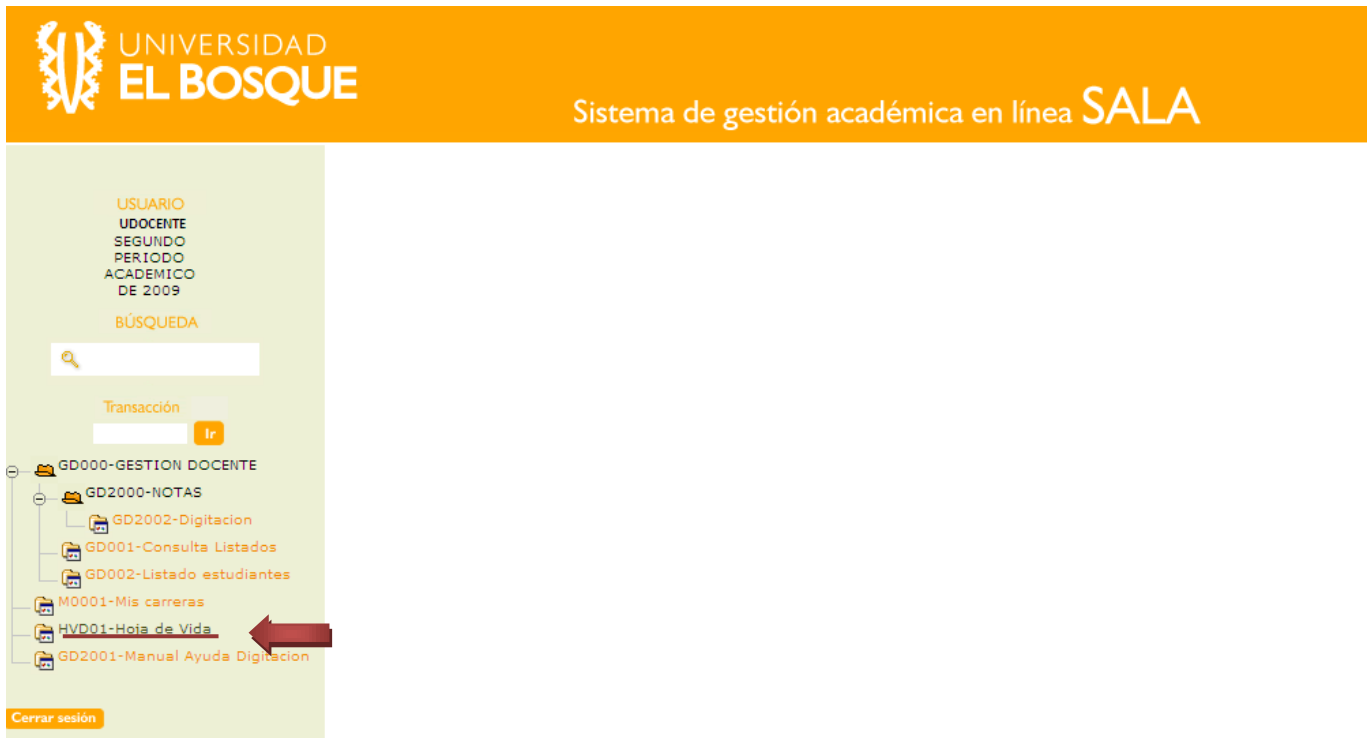 UNIVERSIDAD
EL BOSQUE
Sistema de gestión académica en línea SALA
USUARIO
UDOCENTE
SEGUNDO
PERIODO
ACADEMICO
DE 2009
BÚSQUEDA
Transacción
Ir
GD000-GESTION DOCENTE
GD2000-NOTAS
GD2002-Digitacion
GD001-Consulta Listados
GD002-Listado estudiantes
M0001-Mis carreras
HVD01-Hoja de Vida
GD2001-Manual Ayuda Digitacion
Cerrar sesión